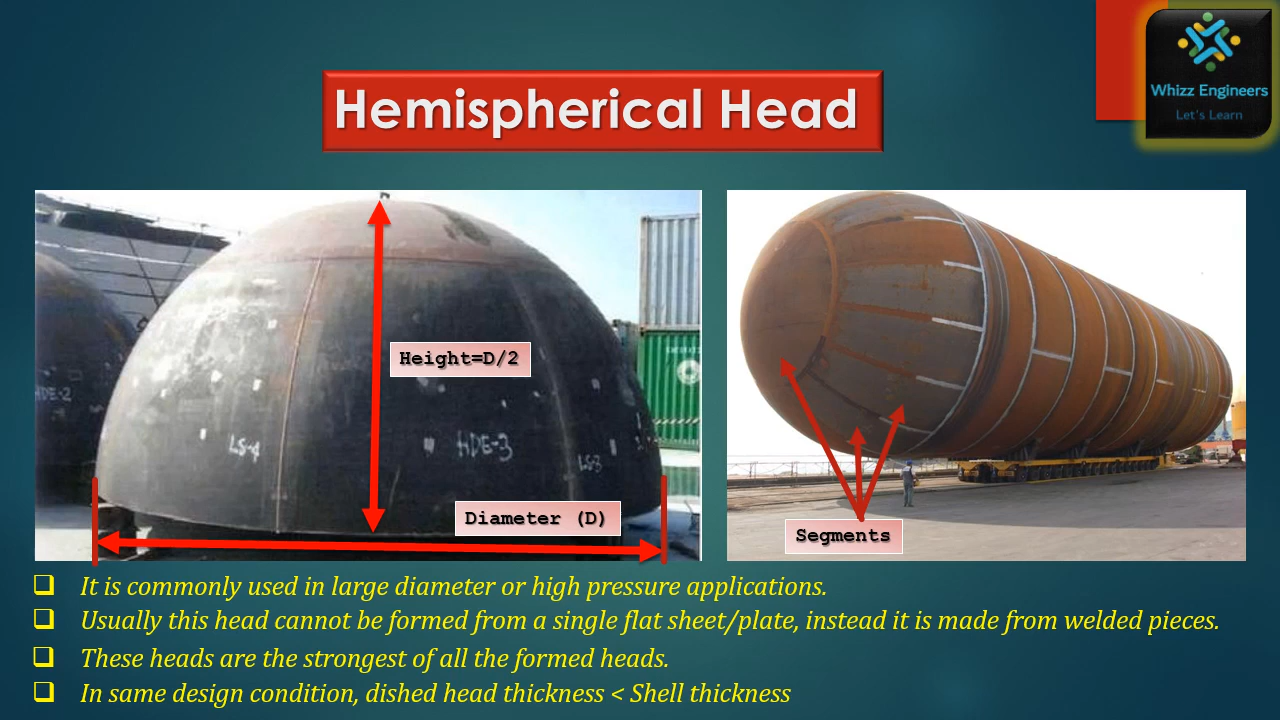 Hemispherical Head
Whizz Engineers
Let's Learn
Height=D/2
HDE-2
LS-4
HDE-3
LS-3
Diameter (D)
Segments
It is commonly used in large diameter or high pressure applications.
Usually this head cannot be formed from a single flat sheet/plate, instead it is made from welded pieces.
These heads are the strongest of all the formed heads.
In same design condition, dished head thickness < Shell thickness